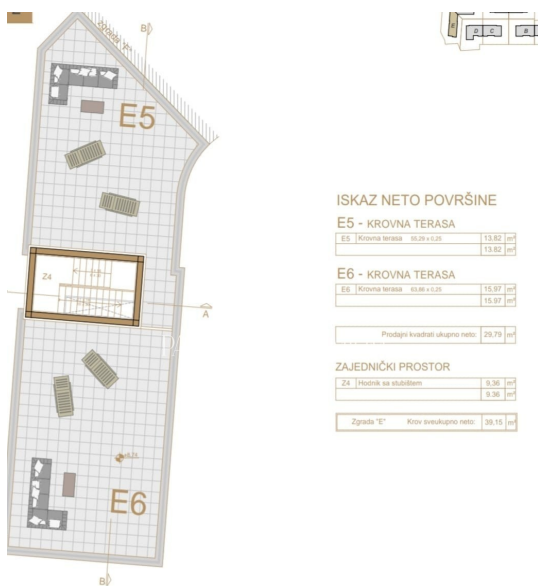 E
D
C
B
B
E5
Z4
A
E6
B
ISKAZ NETO POVRŠINE
E5 - KROVNA TERASA
E5 Krovna terasa 55,29 x 0,25 13.82 m²
13.82 m²
E6 - KROVNA TERASA
E6 Krovna terasa 63,86 x 0,25 15,97 m²
15.97 m²
Prodajni kvadrati ukupno neto: 29,79 m²
ZAJEDNIČKI PROSTOR
Z4 Hodnik sa stubištem 9,36 m²
9.36 m²
Zgrada "E" Krov sveukupno neto: 39,15 m²